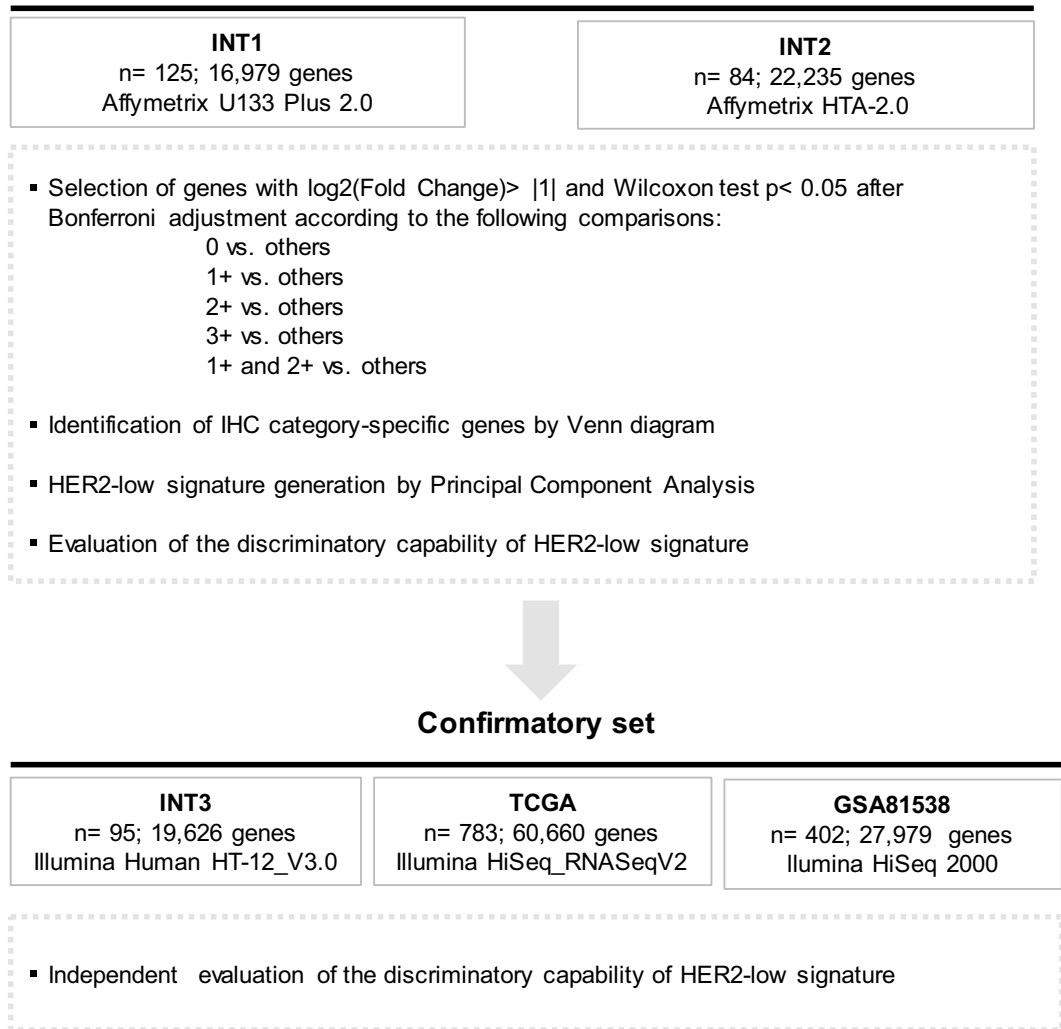 INT1
n= 125; 16,979 genes
Affymetrix U133 Plus 2.0
INT2
n= 84; 22,235 genes
Affymetrix HTA-2.0
▪ Selection of genes with log2(Fold Change)> |1| and Wilcoxon test p< 0.05 after
Bonferroni adjustment according to the following comparisons:
0 vs. others
1+ vs. others
2+ vs. others
3+ vs. others
1+ and 2+ vs. others
▪ Identification of IHC category-specific genes by Venn diagram
▪ HER2-low signature generation by Principal Component Analysis
▪ Evaluation of the discriminatory capability of HER2-low signature
Confirmatory set
INT3
n= 95; 19,626 genes
Illumina Human HT-12_V3.0
TCGA
n= 783; 60,660 genes
Illumina HiSeq_RNASeqV2
GSA81538
n= 402; 27,979 genes
llumina HiSeq 2000
▪ Independent evaluation of the discriminatory capability of HER2-low signature